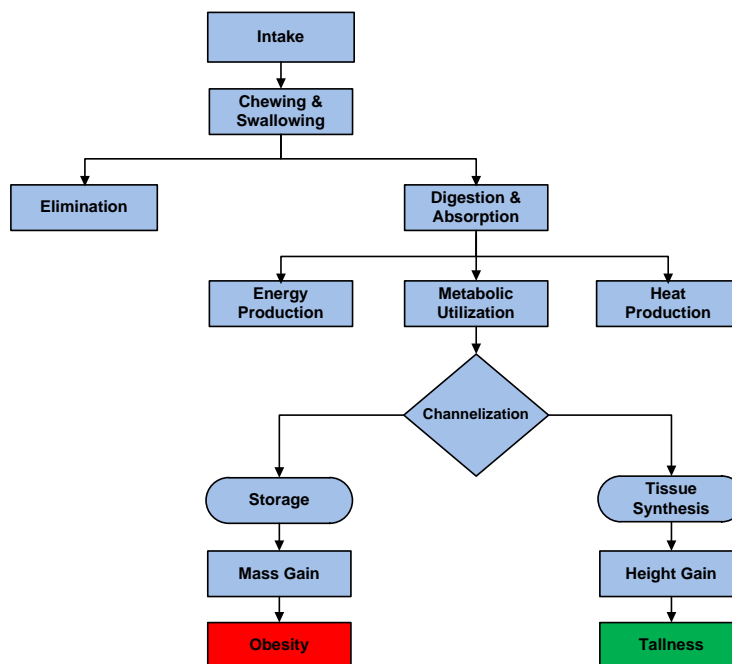 Intake
Chewing &
Swallowing
Elimination
Digestion &
Absorption
Energy
Production
Metabolic
Utilization
Heat
Production
Channelization
Storage
Tissue
Synthesis
Mass Gain
Height Gain
Obesity
Tallness